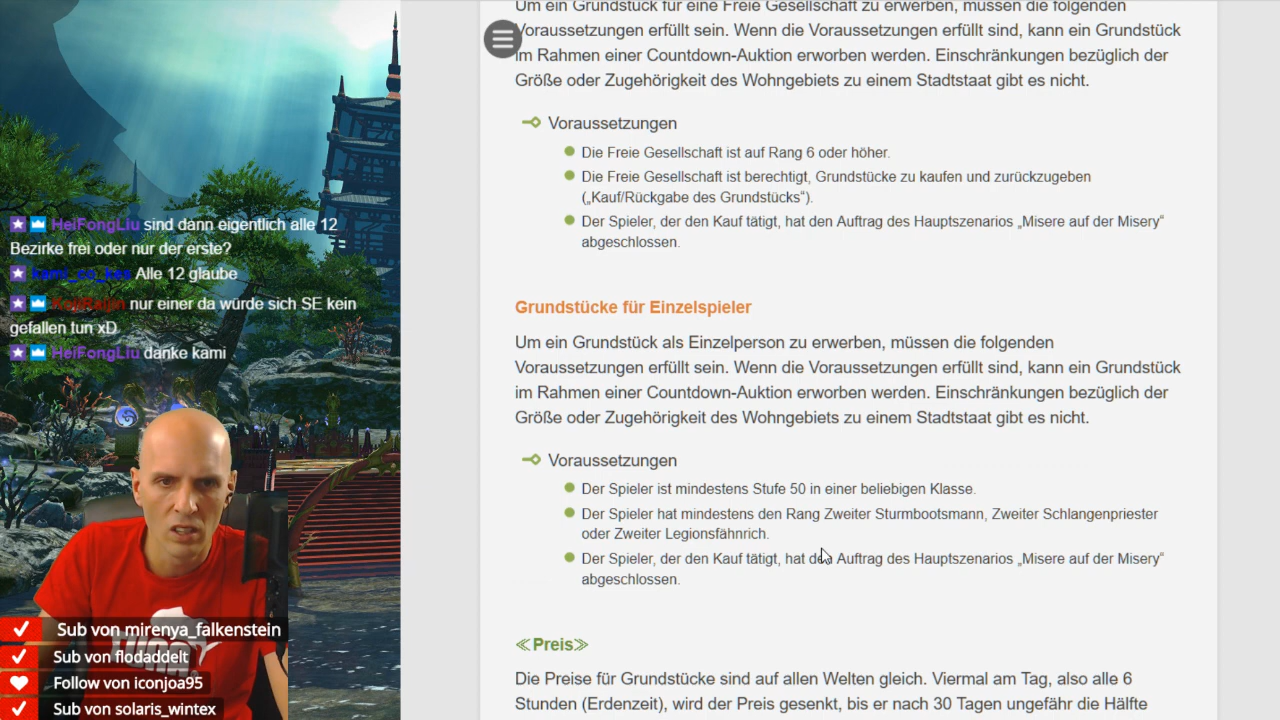 Um ein Grundstück für eine Freie Gesellschaft zu erwerben, müssen die folgenden
Voraussetzungen erfüllt sein. Wenn die Voraussetzungen erfüllt sind, kann ein Grundstück
im Rahmen einer Countdown-Auktion erworben werden. Einschränkungen bezüglich der
Größe oder Zugehörigkeit des Wohngebiets zu einem Stadtstaat gibt es nicht.
Voraussetzungen
Die Freie Gesellschaft ist auf Rang 6 oder höher.
Die Freie Gesellschaft ist berechtigt, Grundstücke zu kaufen und zurückzugeben
(„Kauf/Rückgabe des Grundstücks“).
Der Spieler, der den Kauf tätigt, hat den Auftrag des Hauptszenarios „Misere auf der Misery“
abgeschlossen.
Grundstücke für Einzelspieler
Um ein Grundstück als Einzelperson zu erwerben, müssen die folgenden
Voraussetzungen erfüllt sein. Wenn die Voraussetzungen erfüllt sind, kann ein Grundstück
im Rahmen einer Countdown-Auktion erworben werden. Einschränkungen bezüglich der
Größe oder Zugehörigkeit des Wohngebiets zu einem Stadtstaat gibt es nicht.
Voraussetzungen
Der Spieler ist mindestens Stufe 50 in einer beliebigen Klasse.
Der Spieler hat mindestens den Rang Zweiter Sturmbootsmann, Zweiter Schlangenpriester
oder Zweiter Legionsfähnrich.
Der Spieler, der den Kauf tätigt, hat den Auftrag des Hauptszenarios „Misere auf der Misery“
abgeschlossen.
≪Preis≫
Die Preise für Grundstücke sind auf allen Welten gleich. Viermal am Tag, also alle 6
Stunden (Erdenzeit), wird der Preis gesenkt, bis er nach 30 Tagen ungefähr die Hälfte
HeiFongLiu sind dann eigentlich alle 12
Bezirke frei oder nur der erste?
kami_co_kes Alle 12 glaube
nur einer da würde sich SE kein
gefallen tun xD
HeiFongLiu danke kami
Sub von mirenya_falkenstein
Sub von flodaddelt
Follow von iconjoa95
Sub von solaris_wintex